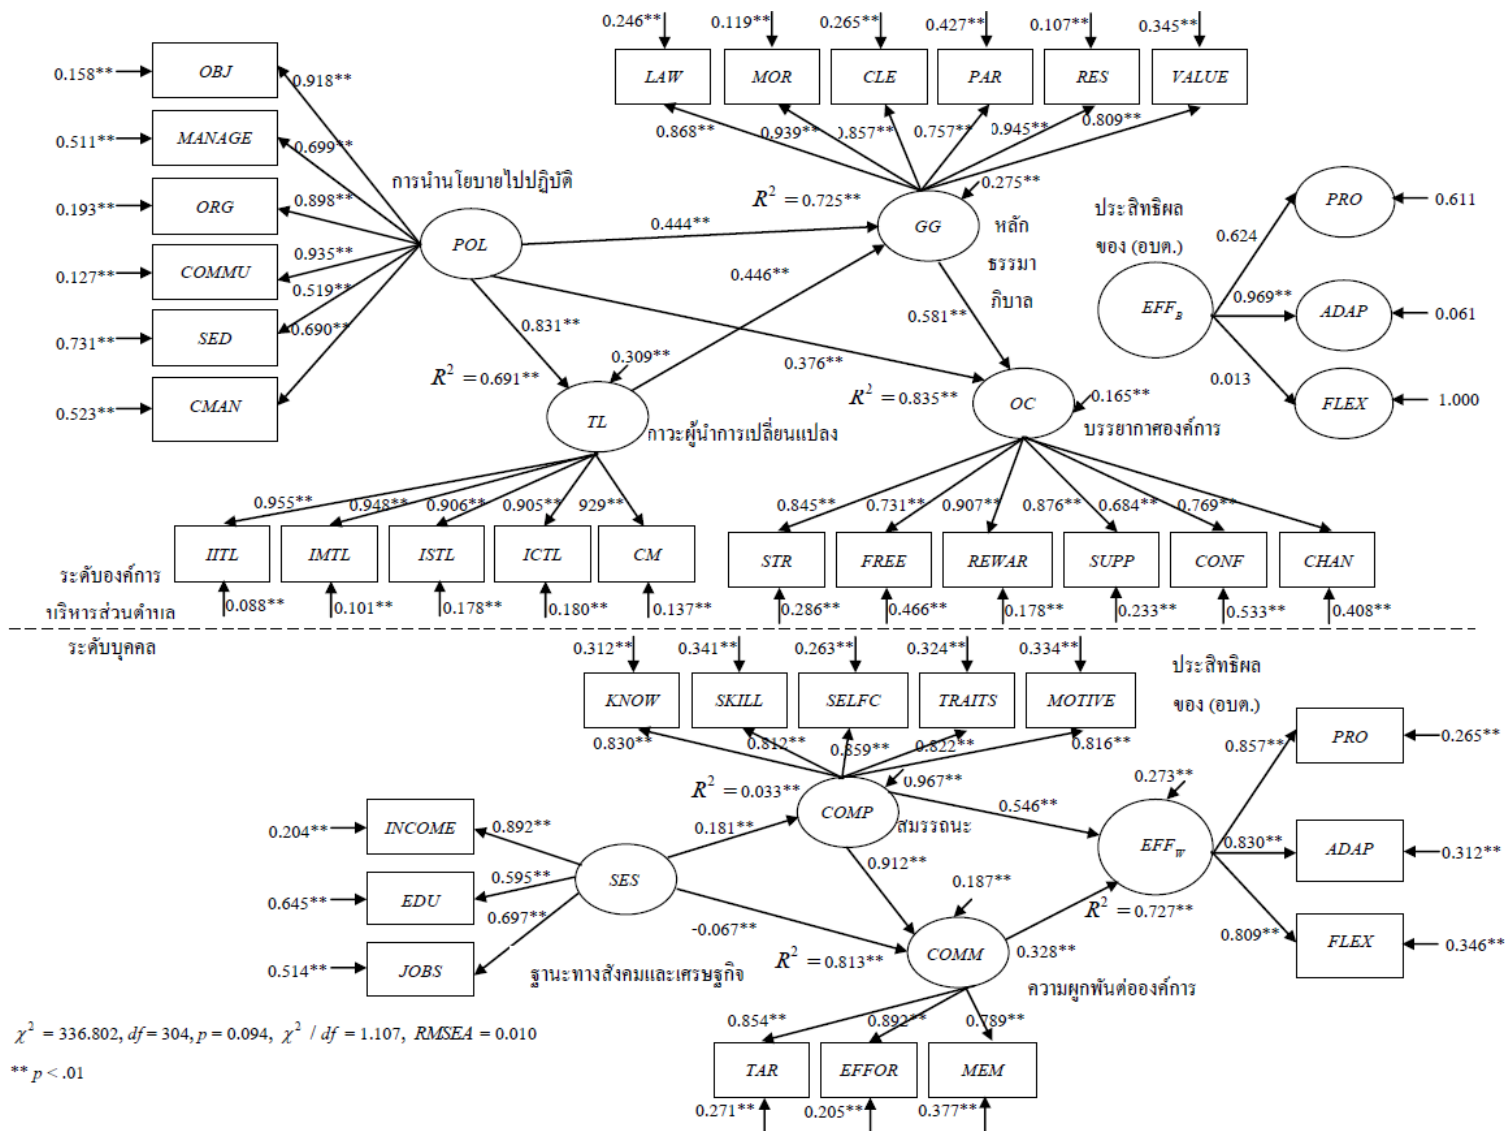 0.246** 0.119** 0.265** 0.427** 0.107** 0.345**
LAW MOR CLE PAR RES VALUE
0.868** 0.939** 0.857** 0.757** 0.945** 0.809**
0.158** OBJ 0.918**
0.511** MANAGE 0.699**
0.193** ORG 0.898**
0.127** COMMU 0.935**
0.519**
0.731** SED
0.690**
0.523** CMAN
การนำนโยบายไปปฏิบัติ
POL
0.444**
R² = 0.725**
0.275**
GG
หลัก
ธรรมา
ภิบาล
0.446**
0.831**
0.581**
0.376**
R² = 0.691**
0.309**
TL
ภาวะผู้นำการเปลี่ยนแปลง
R² = 0.835**
OC
0.165**
บรรยากาศองค์การ
ประสิทธิผล
ของ (อบต.)
EFF_B
0.624
PRO 0.611
0.969**
ADAP 0.061
0.013
FLEX 1.000
0.955** 0.948** 0.906** 0.905** 929**
IITL IMTL ISTL ICTL CM
0.088** 0.101** 0.178** 0.180** 0.137**
0.845** 0.731** 0.907** 0.876** 0.684** 0.769**
STR FREE REWAR SUPP CONF CHAN
0.286** 0.466** 0.178** 0.233** 0.533** 0.408**
ระดับองค์การ
บริหารส่วนตำบล
ระดับบุคคล
0.312** 0.341** 0.263** 0.324** 0.334**
KNOW SKILL SELFC TRAITS MOTIVE
0.830** 0.812** 0.859** 0.822** 0.816**
R² = 0.033**
0.967**
COMP
สมรรถนะ
ประสิทธิผล
ของ (อบต.)
0.273**
EFF_W
R² = 0.727**
0.857**
PRO 0.265**
0.830**
ADAP 0.312**
0.809**
FLEX 0.346**
0.546**
0.181**
0.912**
0.204** INCOME 0.892**
0.645** EDU 0.595**
0.514** JOBS 0.697**
SES
ฐานะทางสังคมและเศรษฐกิจ
-0.067**
0.187**
R² = 0.813**
COMM
0.328**
ความผูกพันต่อองค์การ
0.854** 0.892** 0.789**
TAR EFFOR MEM
0.271** 0.205** 0.377**
χ² = 336.802, df = 304, p = 0.094, χ² / df = 1.107, RMSEA = 0.010
** p < .01